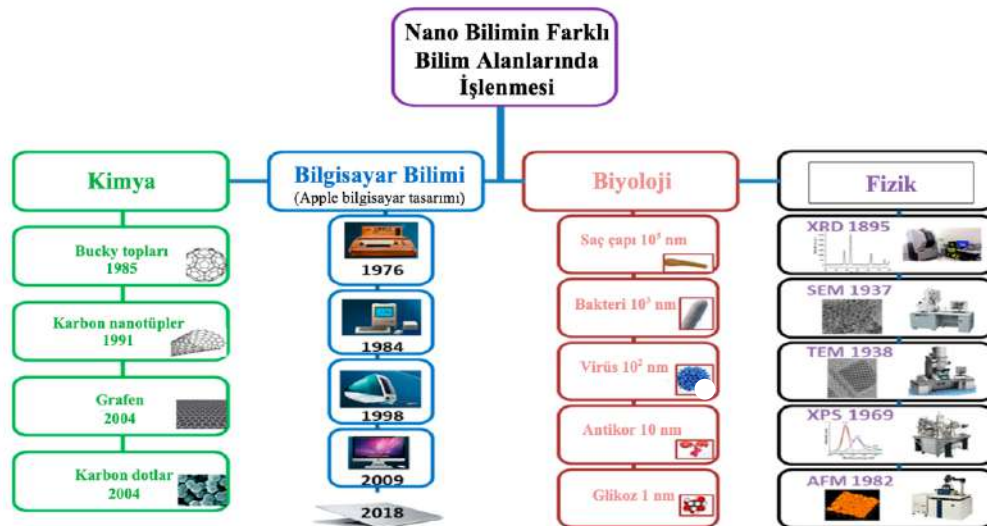 Nano Bilimin Farklı
Bilim Alanlarında
İşlenmesi
Kimya
Bucky topları
1985
Karbon nanotüpler
1991
Grafen
2004
Karbon dotlar
2004
Bilgisayar Bilimi
(Apple bilgisayar tasarımı)
1976
1984
1998
2009
2018
Biyoloji
Saç çapı 10⁵ nm
Bakteri 10³ nm
Virüs 10² nm
Antikor 10 nm
Glikoz 1 nm
Fizik
XRD 1895
SEM 1937
TEM 1938
XPS 1969
AFM 1982